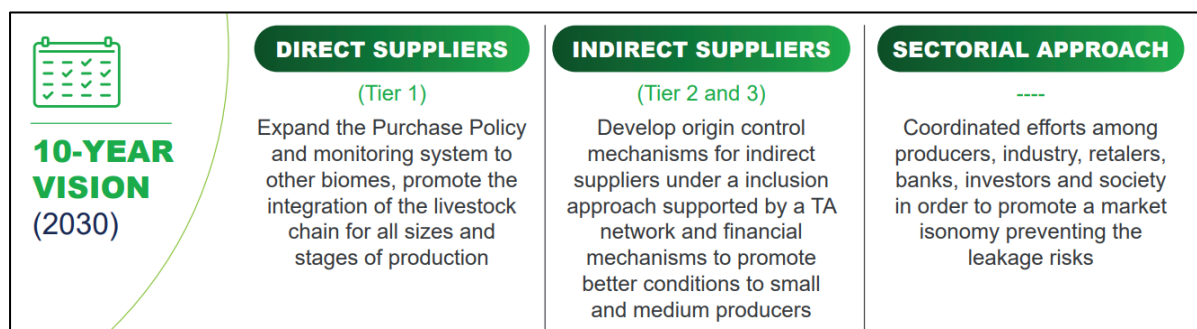 10-YEAR
VISION
(2030)
DIRECT SUPPLIERS
(Tier 1)
Expand the Purchase Policy
and monitoring system to
other biomes, promote the
integration of the livestock
chain for all sizes and
stages of production
INDIRECT SUPPLIERS
(Tier 2 and 3)
Develop origin control
mechanisms for indirect
suppliers under a inclusion
approach supported by a TA
network and financial
mechanisms to promote
better conditions to small
and medium producers
SECTORIAL APPROACH
----
Coordinated efforts among
producers, industry, retalers,
banks, investors and society
in order to promote a market
isonomy preventing the
leakage risks